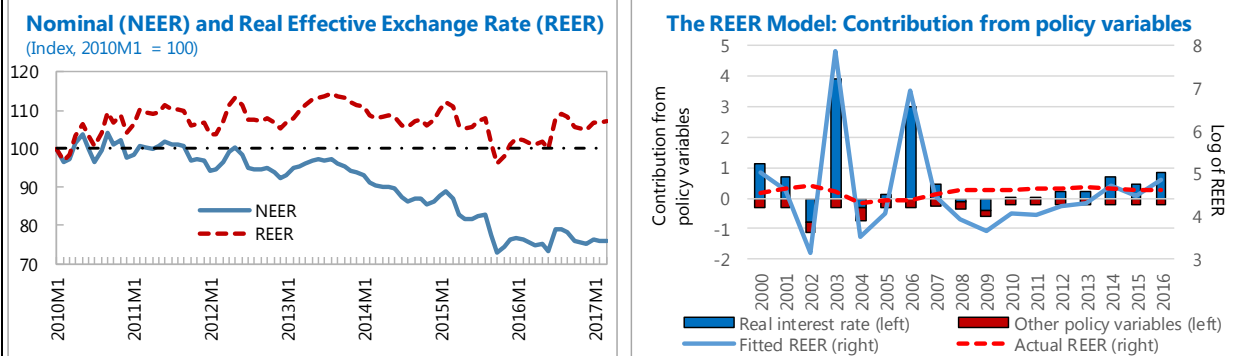 Nominal (NEER) and Real Effective Exchange Rate (REER)
(Index, 2010M1 = 100)
120
110
100
90
80
70
NEER
REER
2010M1
2011M1
2012M1
2013M1
2014M1
2015M1
2016M1
2017M1
The REER Model: Contribution from policy variables
Contribution from
policy variables
5
4
3
2
1
0
-1
-2
8
7
6
5
4
3
Log of REER
2000
2001
2002
2003
2004
2005
2006
2007
2008
2009
2010
2011
2012
2013
2014
2015
2016
Real interest rate (left)
Other policy variables (left)
Fitted REER (right)
Actual REER (right)